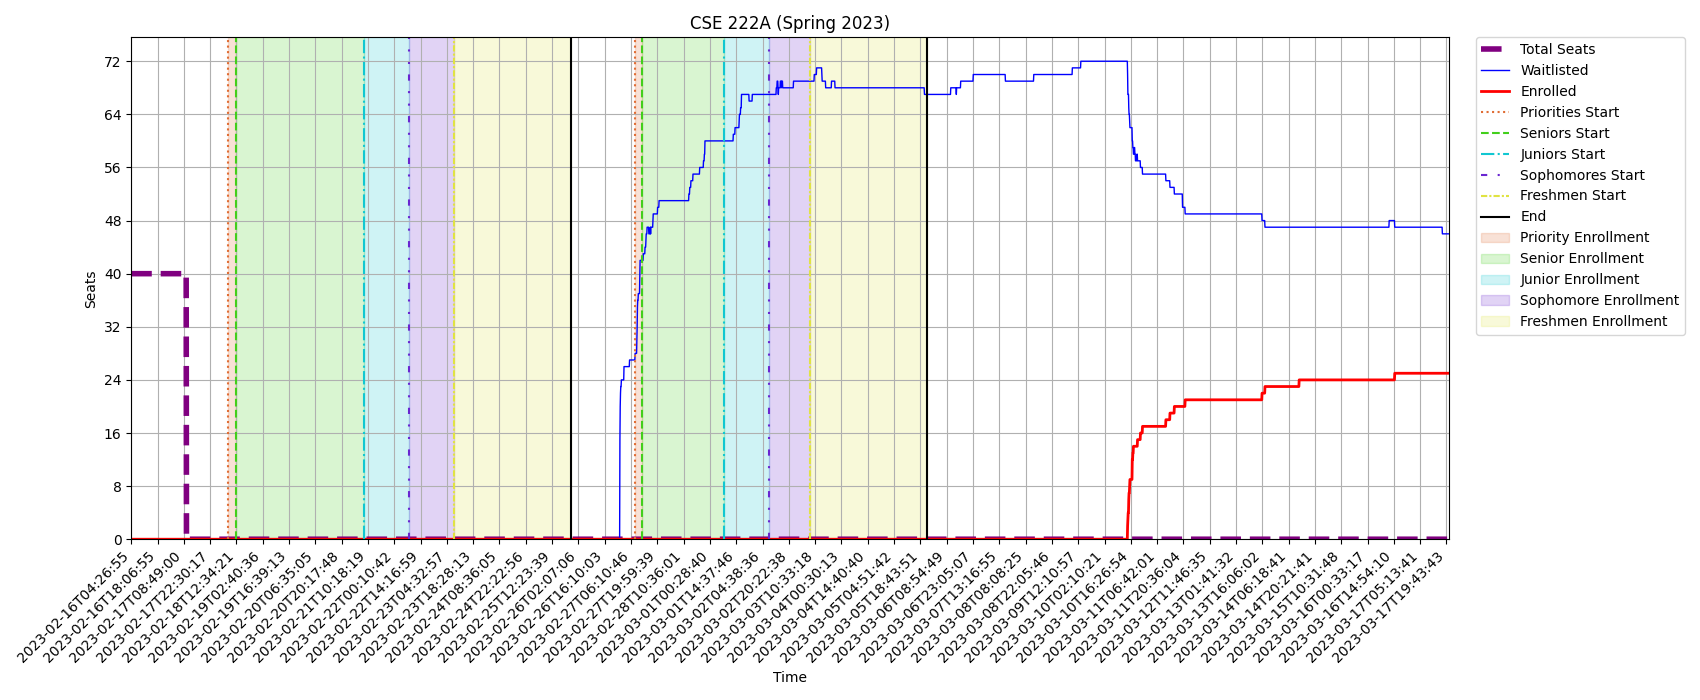 CSE 222A (Spring 2023)
Seats
72
64
56
48
40
32
24
16
8
0
2023-02-16T04:26:55
2023-02-16T18:06:55
2023-02-17T08:49:00
2023-02-17T22:30:17
2023-02-18T12:34:21
2023-02-19T02:40:36
2023-02-19T16:39:13
2023-02-20T06:35:05
2023-02-20T20:17:48
2023-02-21T10:18:19
2023-02-22T00:10:42
2023-02-22T14:16:59
2023-02-23T04:32:57
2023-02-23T18:28:13
2023-02-24T08:36:05
2023-02-24T22:22:56
2023-02-25T12:23:39
2023-02-26T02:07:06
2023-02-26T16:10:03
2023-02-27T06:10:46
2023-02-27T19:59:39
2023-02-28T10:36:01
2023-03-01T00:28:40
2023-03-01T14:37:46
2023-03-02T04:38:36
2023-03-02T20:22:38
2023-03-03T10:33:18
2023-03-04T00:30:13
2023-03-04T14:40:40
2023-03-05T04:51:42
2023-03-05T18:43:51
2023-03-06T08:54:49
2023-03-06T23:05:07
2023-03-07T13:16:55
2023-03-08T08:08:25
2023-03-08T22:05:46
2023-03-09T12:10:57
2023-03-10T02:10:21
2023-03-10T16:26:54
2023-03-11T06:42:01
2023-03-11T20:36:04
2023-03-12T11:46:35
2023-03-13T01:41:32
2023-03-13T16:06:02
2023-03-14T06:18:41
2023-03-14T20:21:41
2023-03-15T10:31:48
2023-03-16T00:33:17
2023-03-16T14:54:10
2023-03-17T05:13:41
2023-03-17T19:43:43
Time
Total Seats
Waitlisted
Enrolled
Priorities Start
Seniors Start
Juniors Start
Sophomores Start
Freshmen Start
End
Priority Enrollment
Senior Enrollment
Junior Enrollment
Sophomore Enrollment
Freshmen Enrollment